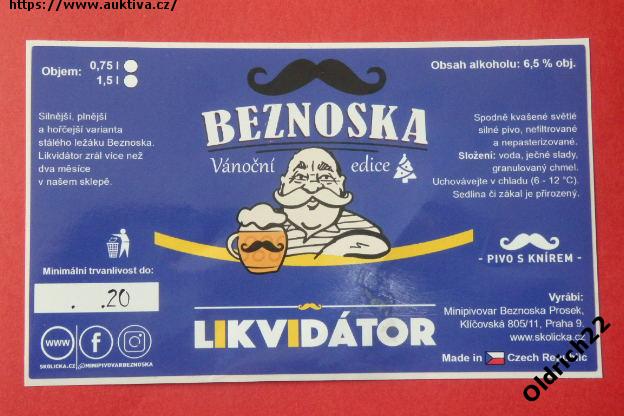 https://www.auktiva.cz/
Objem: 0,75 l
1,5 l
Obsah alkoholu: 6,5 % obj.
BEZNOSKA
Vánoční edice
Silnější, plnější
a hořčejší varianta
stálého ležáku Beznoska.
Likvidátor zrál více než
dva měsíce
v našem sklepě.
Spodně kvašené světlé
silné pivo, nefiltrované
a nepasterizované.
Složení: voda, ječné slady,
granulovaný chmel.
Uchovávejte v chladu (6 - 12 °C).
Sedlina či zákal je přirozený.
- PIVO S KNÍREM -
Minimální trvanlivost do:
. .20
LIKVIDÁTOR
www
SKOLICKA.CZ
@MINIPIVOVARBEZNOSKA
Vyrábí:
Minipivovar Beznoska Prosek,
Klíčovská 805/11, Praha 9.
www.skolicka.cz
Made in Czech Republic
Oldrich22